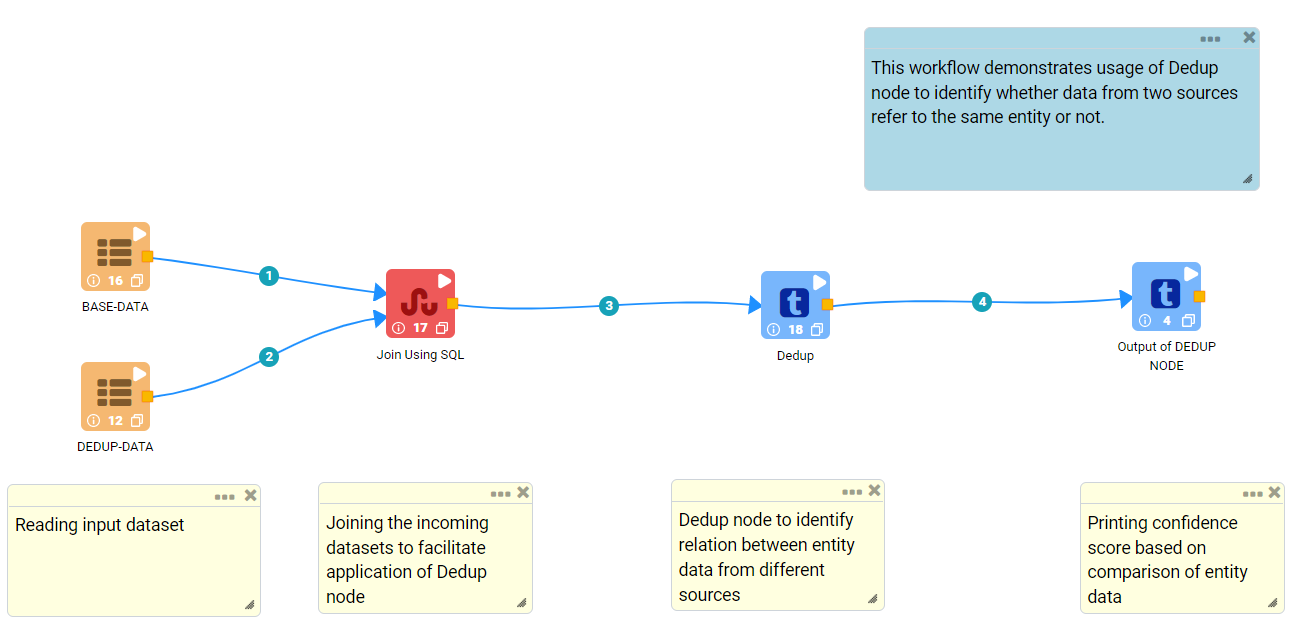 This workflow demonstrates usage of Dedup
node to identify whether data from two sources
refer to the same entity or not.
16
BASE-DATA
1
12
DEDUP-DATA
2
17
Join Using SQL
3
t
18
Dedup
4
t
4
Output of DEDUP
NODE
Reading input dataset
Joining the incoming
datasets to facilitate
application of Dedup
node
Dedup node to identify
relation between entity
data from different
sources
Printing confidence
score based on
comparison of entity
data